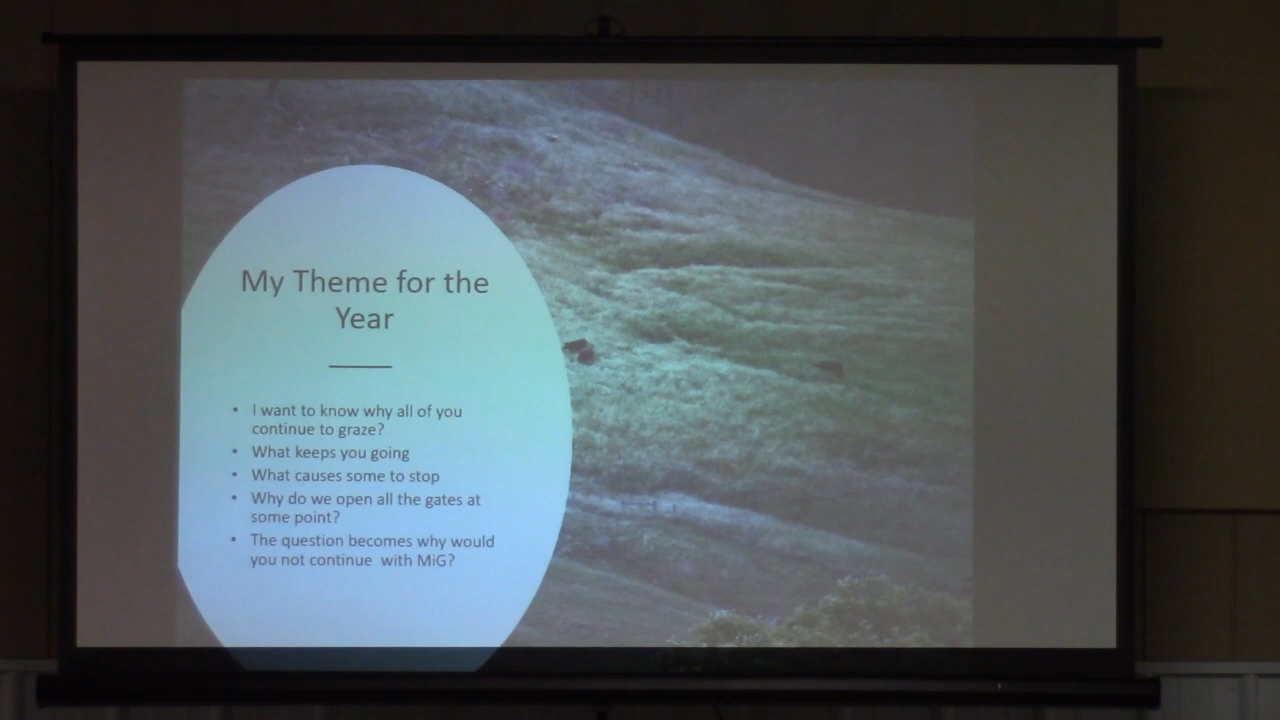 My Theme for the
Year
• I want to know why all of you
continue to graze?
• What keeps you going
• What causes some to stop
• Why do we open all the gates at
some point?
• The question becomes why would
you not continue with MiG?